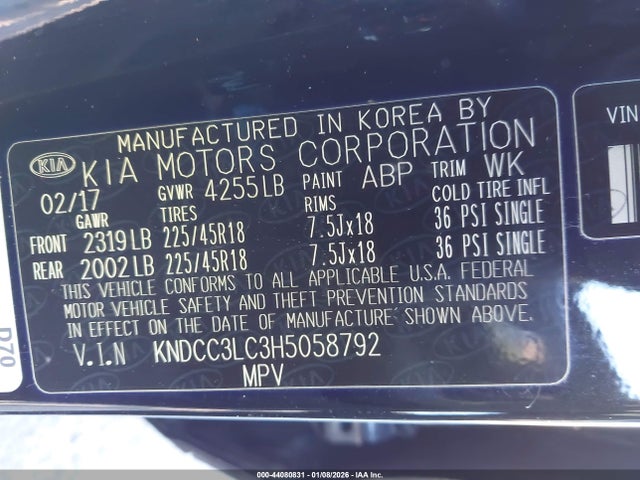 MANUFACTURED IN KOREA BY
KIA KIA MOTORS CORPORATION
02/17 GVWR 4255LB PAINT ABP TRIM WK
GAWR TIRES RIMS COLD TIRE INFL
FRONT 2319LB 225/45R18 7.5Jx18 36 PSI SINGLE
REAR 2002LB 225/45R18 7.5Jx18 36 PSI SINGLE
THIS VEHICLE CONFORMS TO ALL APPLICABLE U.S.A. FEDERAL
MOTOR VEHICLE SAFETY AND THEFT PREVENTION STANDARDS
IN EFFECT ON THE DATE OF MANUFACTURE SHOWN ABOVE.
V.I.N KNDCC3LC3H5058792
MPV
VIN
D70
000-44080831 - 01/08/2026 - IAA Inc.